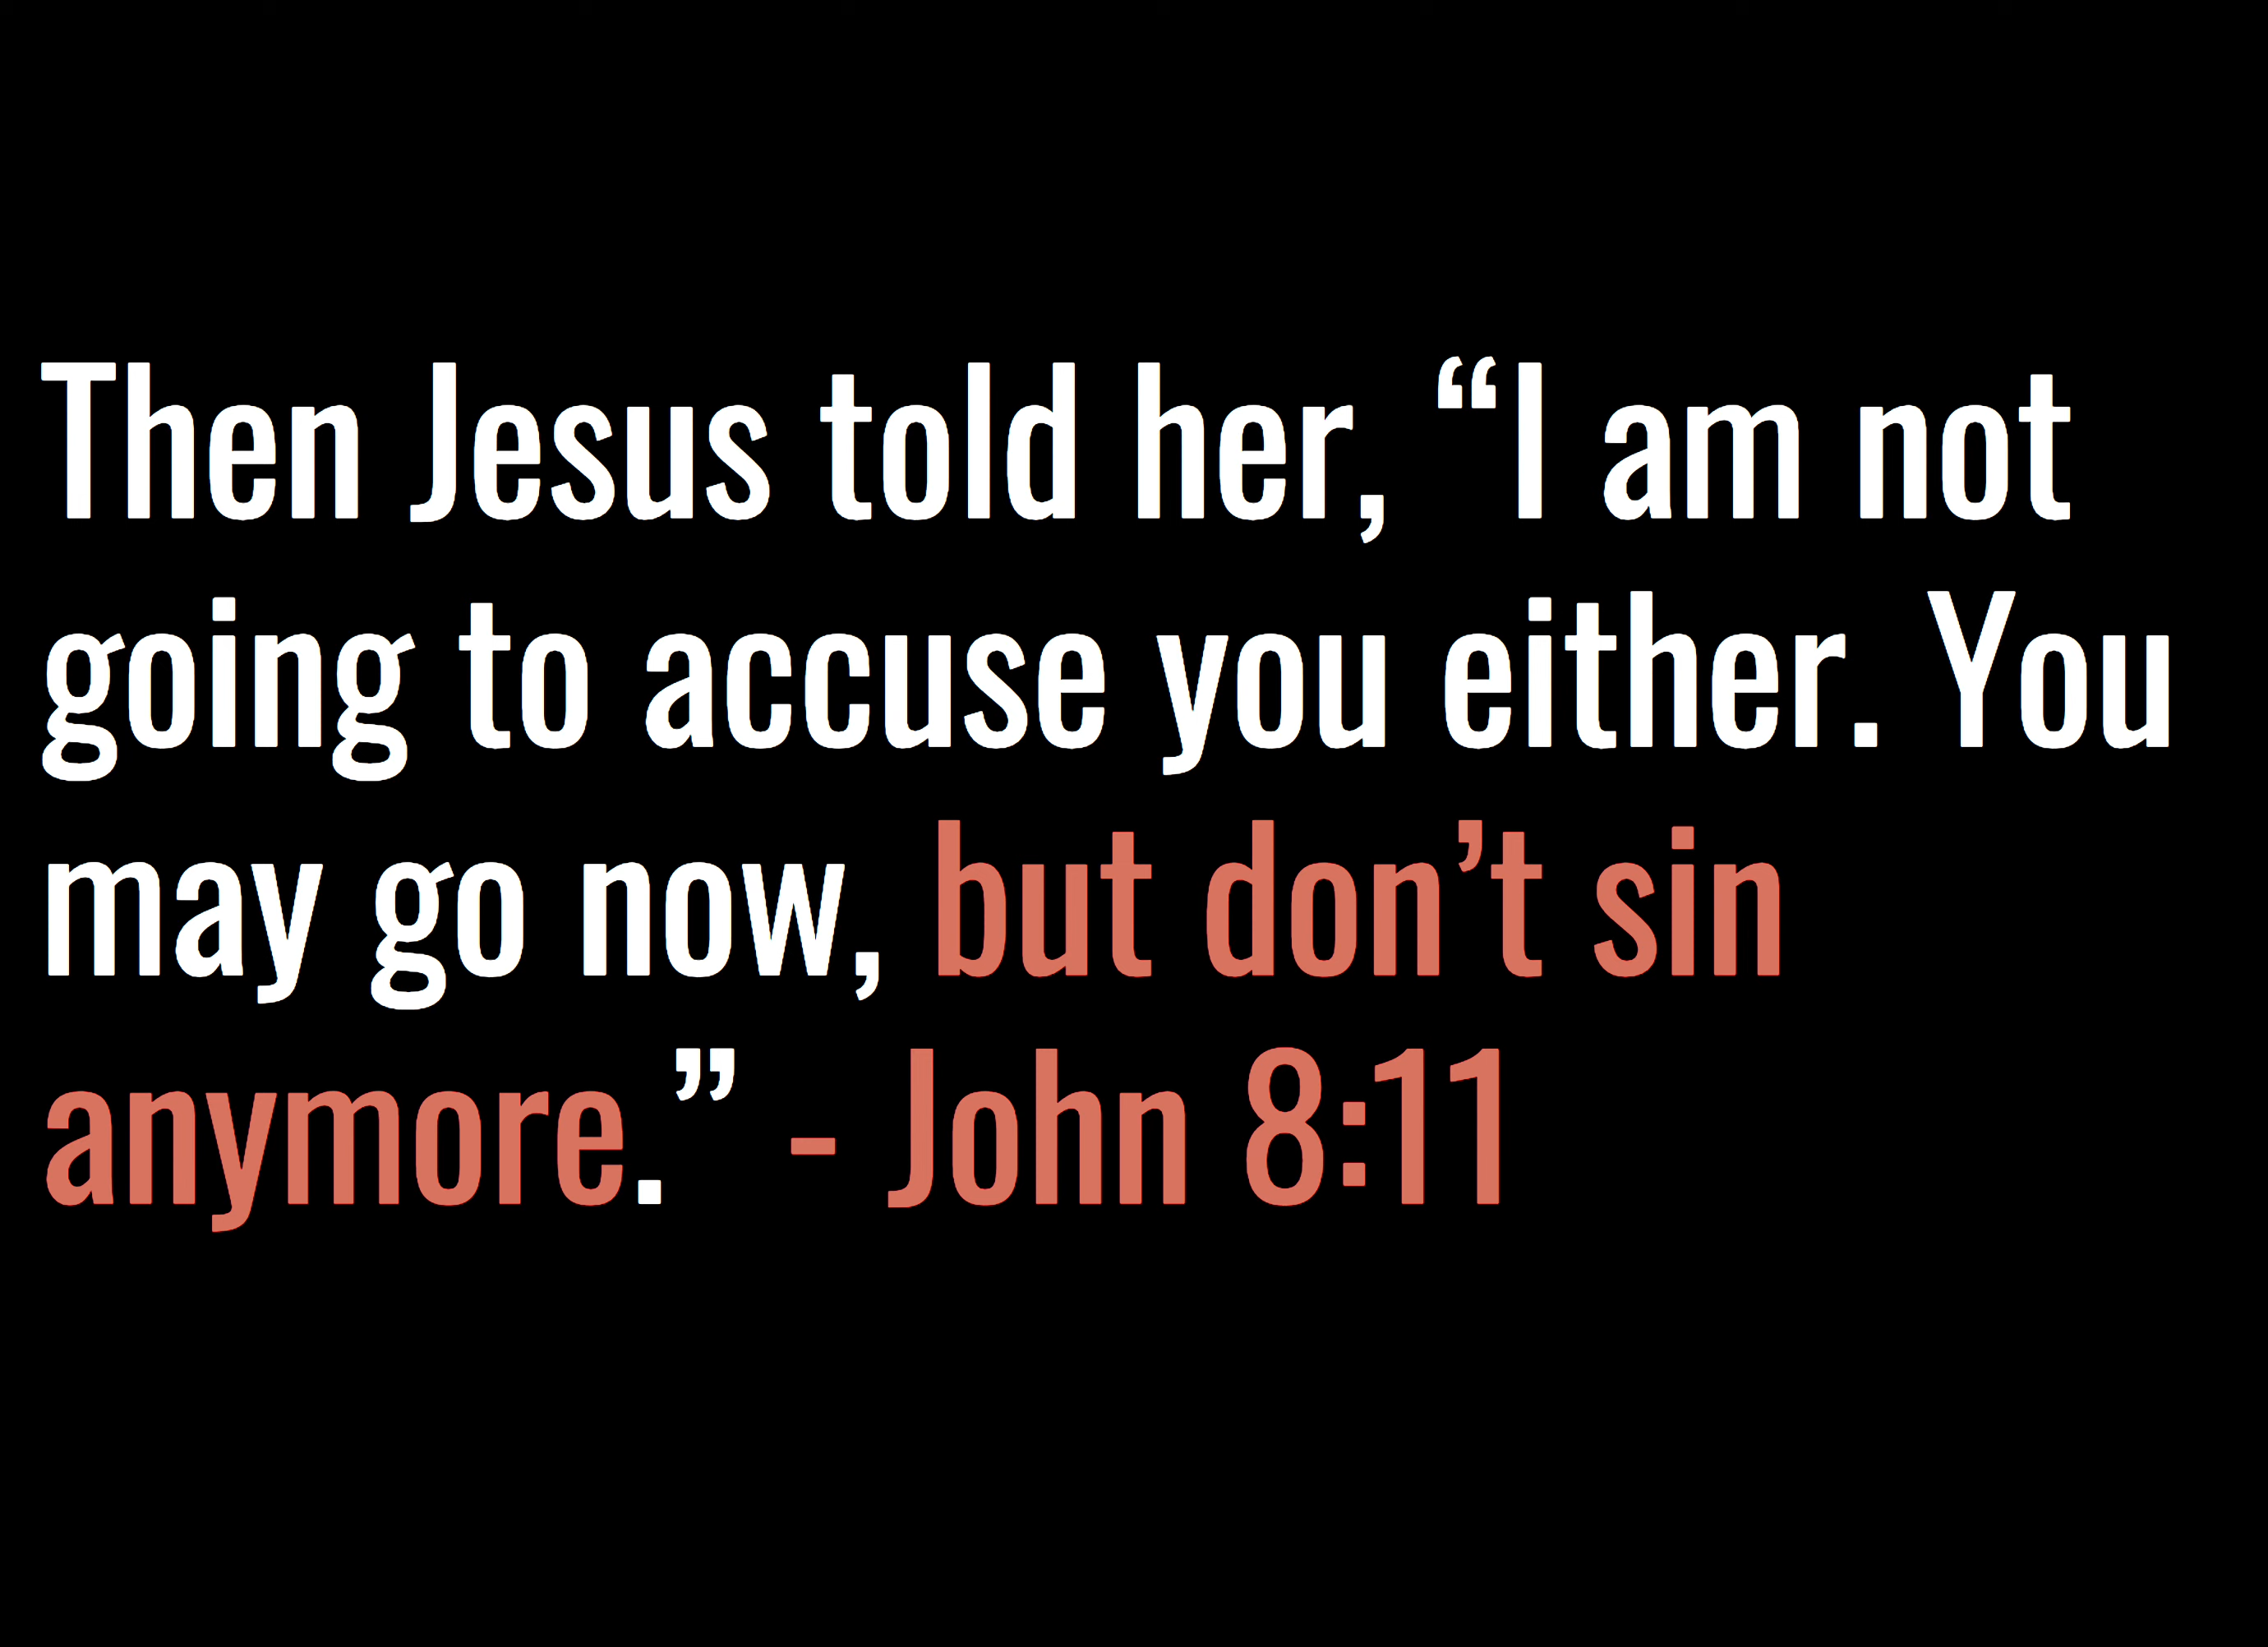 Then Jesus told her, “I am not
going to accuse you either. You
may go now, but don’t sin
anymore.” - John 8:11